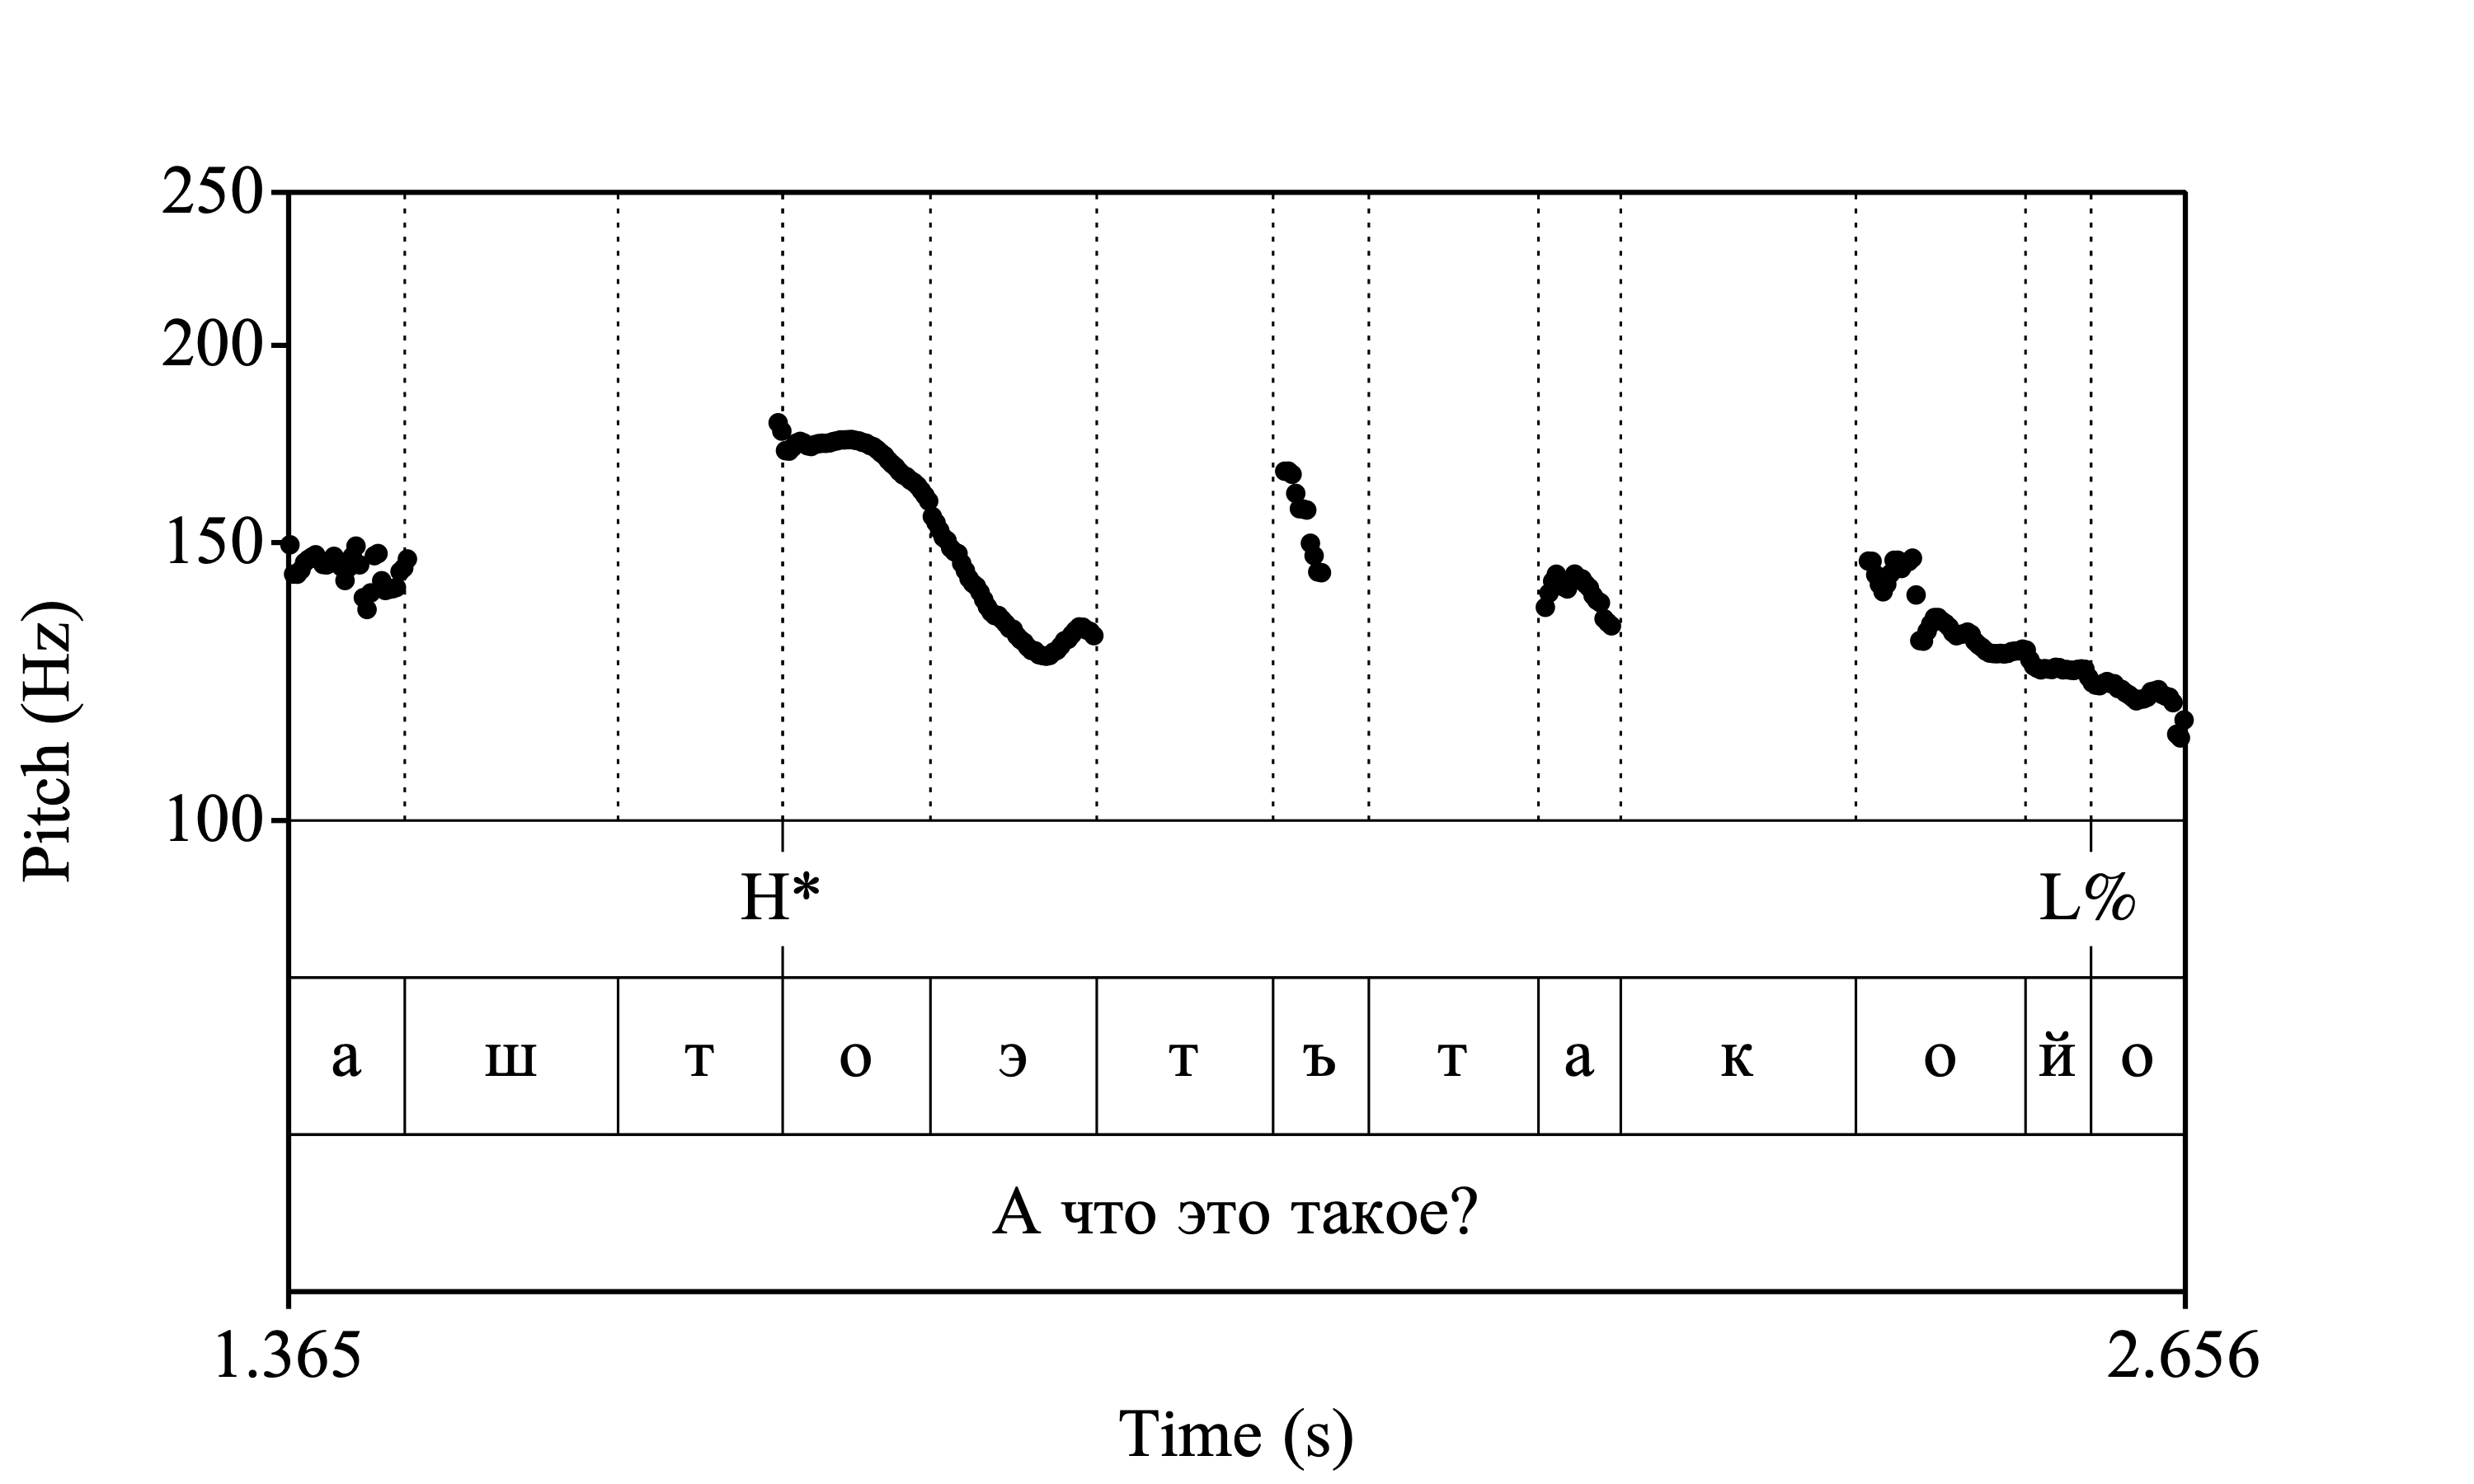 250
200
150
100
Pitch (Hz)
H* L%
а ш т о э т ъ т а к о й о
А что это такое?
1.365 2.656
Time (s)